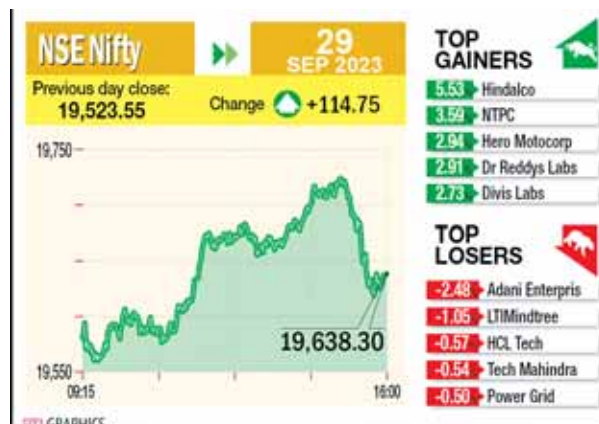 NSE Nifty
29
SEP 2023
Previous day close:
19,523.55
Change +114.75
19,750
19,550
09:15
16:00
19,638.30
TOP
GAINERS
5.53 Hindalco
3.59 NTPC
2.94 Hero Motocorp
2.91 Dr Reddys Labs
2.73 Divis Labs
TOP
LOSERS
-2.48 Adani Enterpris
-1.05 LTIMindtree
-0.57 HCL Tech
-0.54 Tech Mahindra
-0.50 Power Grid
GRAPHICS